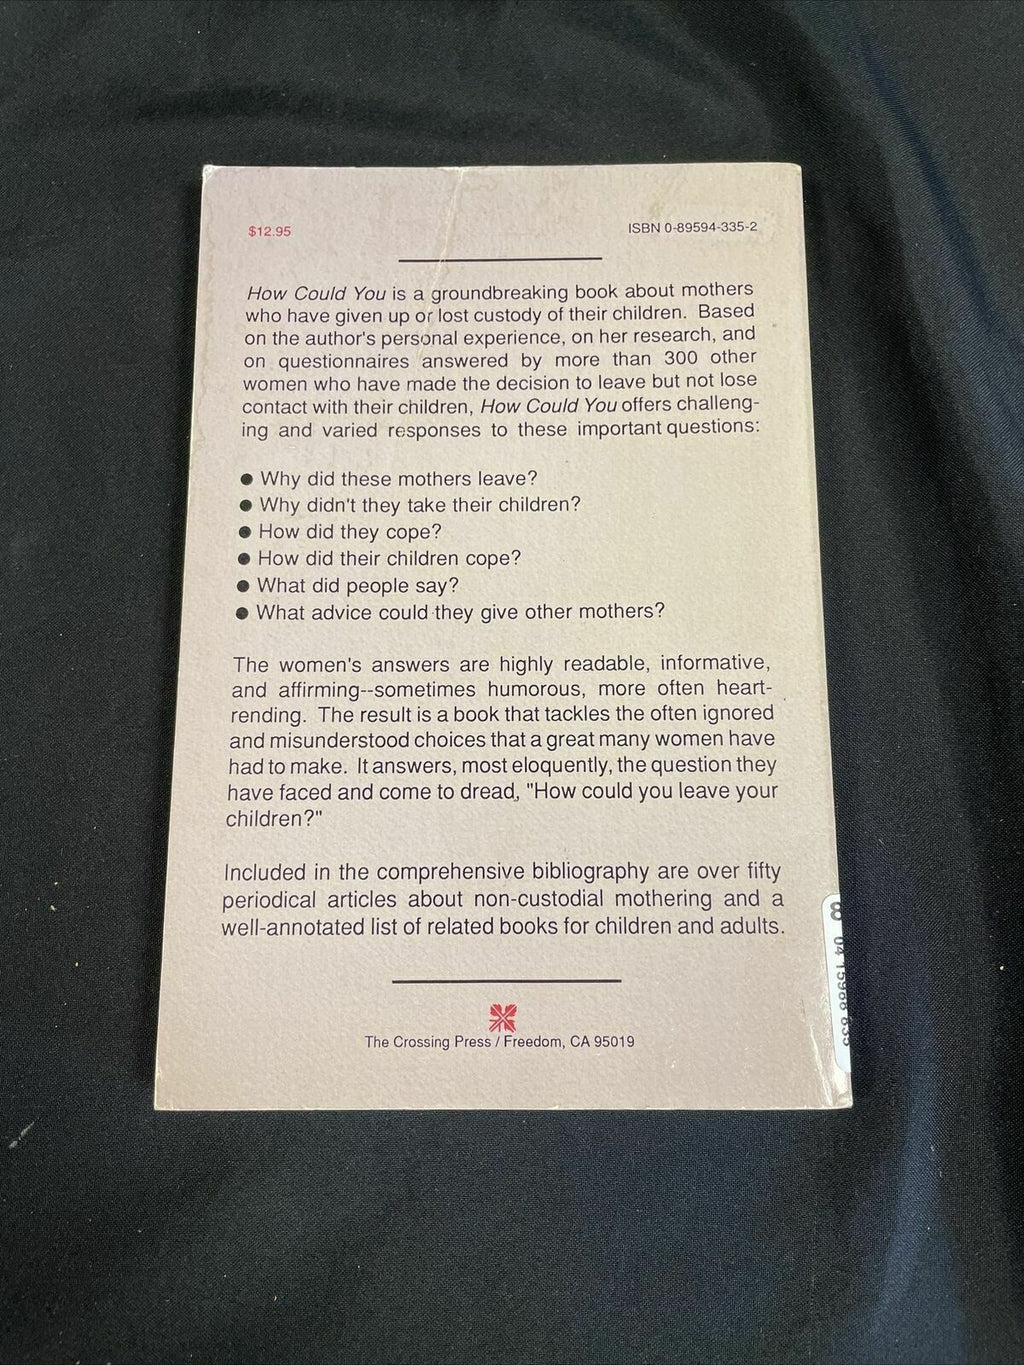 $12.95
ISBN 0-89594-335-2
How Could You is a groundbreaking book about mothers
who have given up or lost custody of their children. Based
on the author's personal experience, on her research, and
on questionnaires answered by more than 300 other
women who have made the decision to leave but not lose
contact with their children, How Could You offers challeng-
ing and varied responses to these important questions:
● Why did these mothers leave?
● Why didn't they take their children?
● How did they cope?
● How did their children cope?
● What did people say?
● What advice could they give other mothers?
The women's answers are highly readable, informative,
and affirming--sometimes humorous, more often heart-
rending. The result is a book that tackles the often ignored
and misunderstood choices that a great many women have
had to make. It answers, most eloquently, the question they
have faced and come to dread, "How could you leave your
children?"
Included in the comprehensive bibliography are over fifty
periodical articles about non-custodial mothering and a
well-annotated list of related books for children and adults.
The Crossing Press / Freedom, CA 95019
8
04